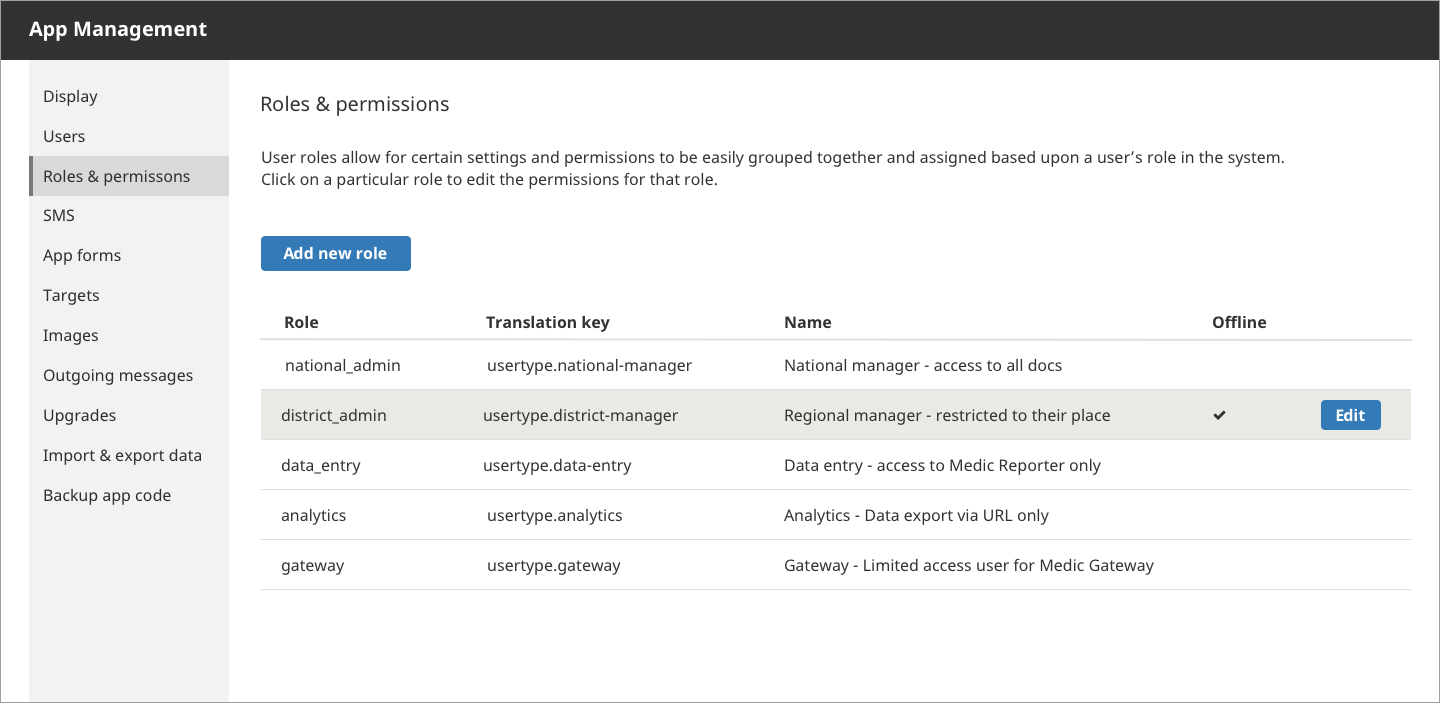 App Management
Display
Users
Roles & permissons
SMS
App forms
Targets
Images
Outgoing messages
Upgrades
Import & export data
Backup app code
Roles & permissions
User roles allow for certain settings and permissions to be easily grouped together and assigned based upon a user’s role in the system.
Click on a particular role to edit the permissions for that role.
Add new role
Role Translation key Name Offline
national_admin usertype.national-manager National manager - access to all docs
district_admin usertype.district-manager Regional manager - restricted to their place ✔ Edit
data_entry usertype.data-entry Data entry - access to Medic Reporter only
analytics usertype.analytics Analytics - Data export via URL only
gateway usertype.gateway Gateway - Limited access user for Medic Gateway